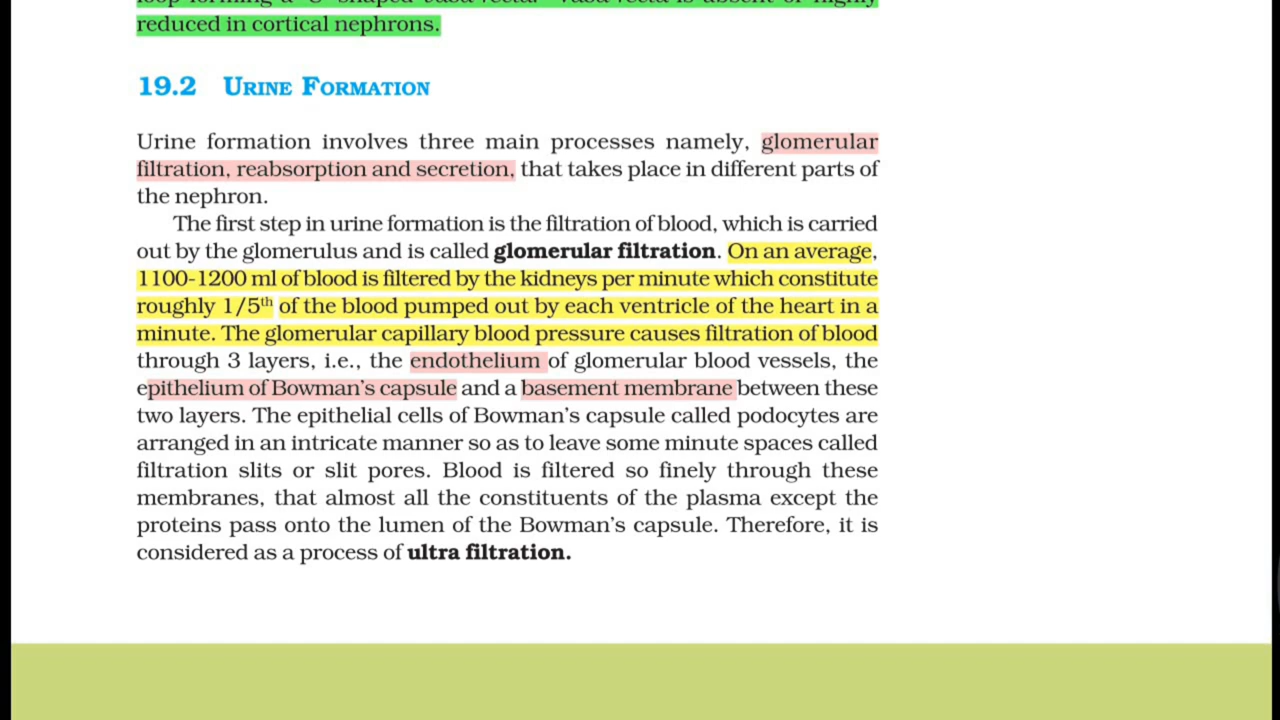 reduced in cortical nephrons.
19.2 URINE FORMATION
Urine formation involves three main processes namely, glomerular
filtration, reabsorption and secretion, that takes place in different parts of
the nephron.
The first step in urine formation is the filtration of blood, which is carried
out by the glomerulus and is called glomerular filtration. On an average,
1100-1200 ml of blood is filtered by the kidneys per minute which constitute
roughly 1/5th of the blood pumped out by each ventricle of the heart in a
minute. The glomerular capillary blood pressure causes filtration of blood
through 3 layers, i.e., the endothelium of glomerular blood vessels, the
epithelium of Bowman's capsule and a basement membrane between these
two layers. The epithelial cells of Bowman's capsule called podocytes are
arranged in an intricate manner so as to leave some minute spaces called
filtration slits or slit pores. Blood is filtered so finely through these
membranes, that almost all the constituents of the plasma except the
proteins pass onto the lumen of the Bowman's capsule. Therefore, it is
considered as a process of ultra filtration.